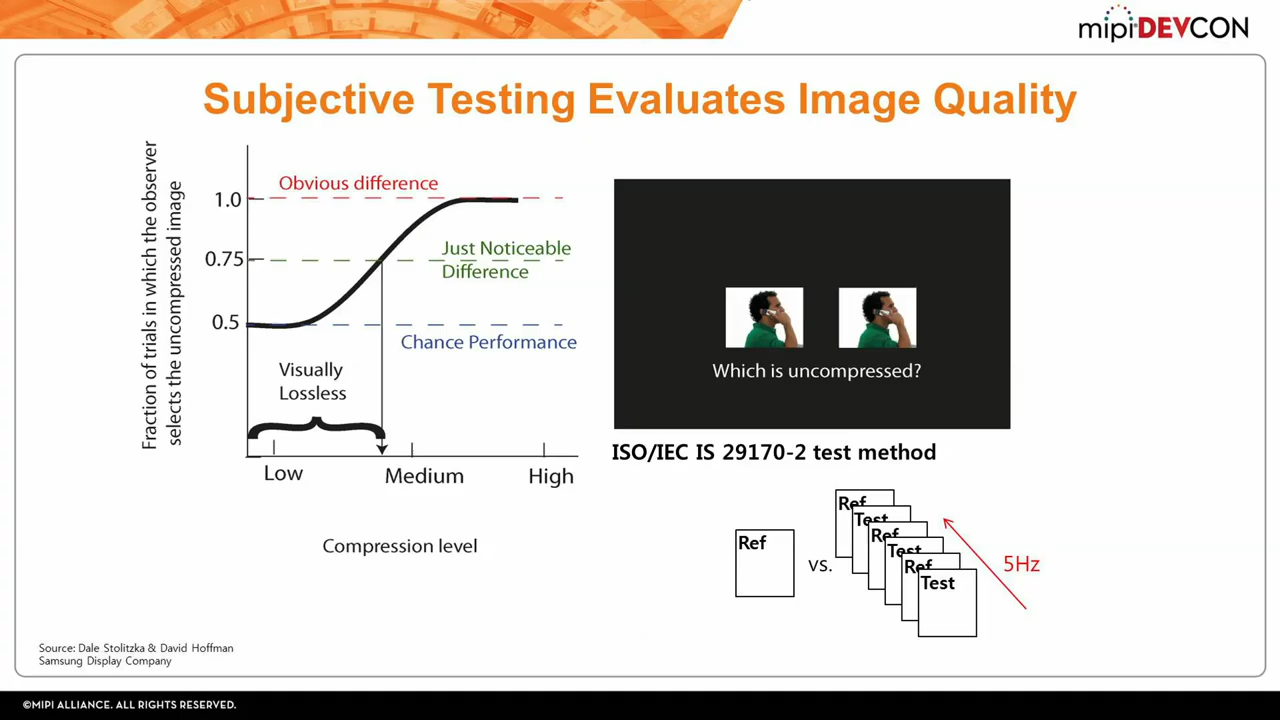 mipi DEVCON
Subjective Testing Evaluates Image Quality
Fraction of trials in which the observer
selects the uncompressed image
1.0
0.75
0.5
Obvious difference
Just Noticeable
Difference
Chance Performance
Visually
Lossless
Low
Medium
High
Compression level
Which is uncompressed?
ISO/IEC IS 29170-2 test method
Ref
vs.
Ref
Test
Ref
Test
Ref
Test
5Hz
Source: Dale Stolitzka & David Hoffman
Samsung Display Company
©MIPI ALLIANCE. ALL RIGHTS RESERVED.